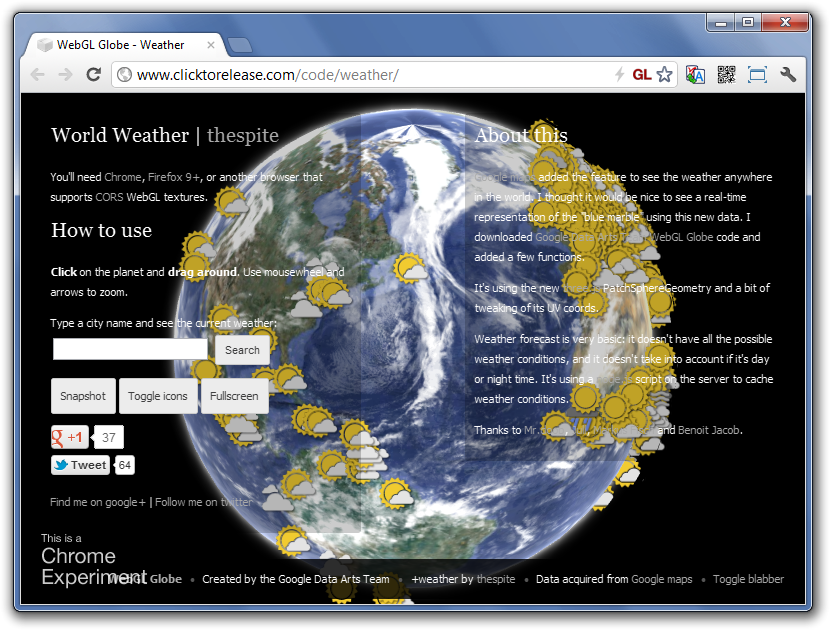 WebGL Globe - Weather
www.clicktorelease.com/code/weather/
GL
World Weather | thespite
You'll need Chrome, Firefox 9+, or another browser that
supports CORS WebGL textures.
How to use
Click on the planet and drag around. Use mousewheel and
arrows to zoom.
Type a city name and see the current weather:
Search
Snapshot Toggle icons Fullscreen
g +1 37
Tweet 64
Find me on google+ | Follow me on twitter
About this
Google maps added the feature to see the weather anywhere
in the world. I thought it would be nice to see a real-time
representation of the "blue marble" using this new data. I
downloaded Google Data Arts WebGL Globe code and
added a few functions.
It's using the new PatchSphereGeometry and a bit of
tweaking of its UV coords.
Weather forecast is very basic: it doesn't have all the possible
weather conditions, and it doesn't take into account if it's day
or night time. It's using a script on the server to cache
weather conditions.
Thanks to and Benoit Jacob.
This is a
Chrome
Experiment
WebGL Globe • Created by the Google Data Arts Team • +weather by thespite • Data acquired from Google maps • Toggle blabber